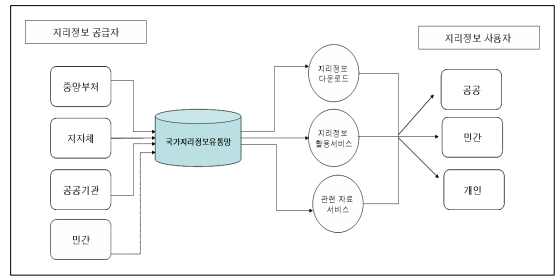 지리정보 공급자
지리정보 사용자
중앙부처
지자체
공공기관
민간
국가지리정보유통망
지리정보
다운로드
지리정보
활용서비스
관련 자료
서비스
공공
민간
개인